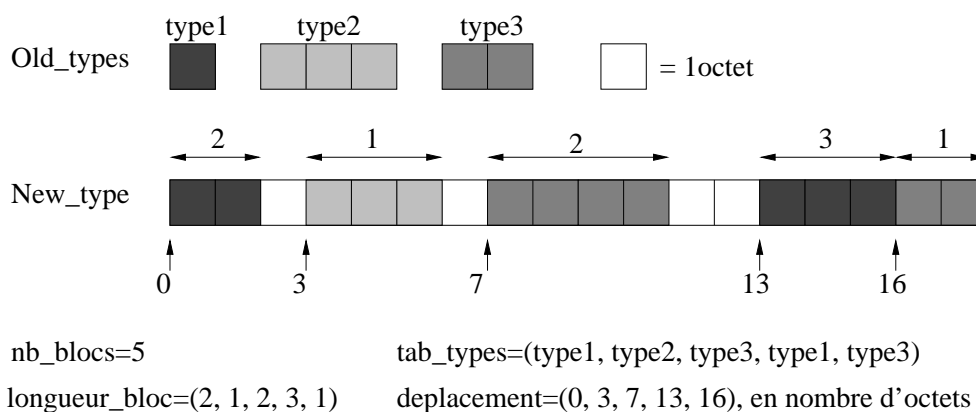 type1 type2 type3
Old_types = 1octet
2 1 2 3 1
New_type
0 3 7 13 16
nb_blocs=5 tab_types=(type1, type2, type3, type1, type3)
longueur_bloc=(2, 1, 2, 3, 1) deplacement=(0, 3, 7, 13, 16), en nombre d'octets